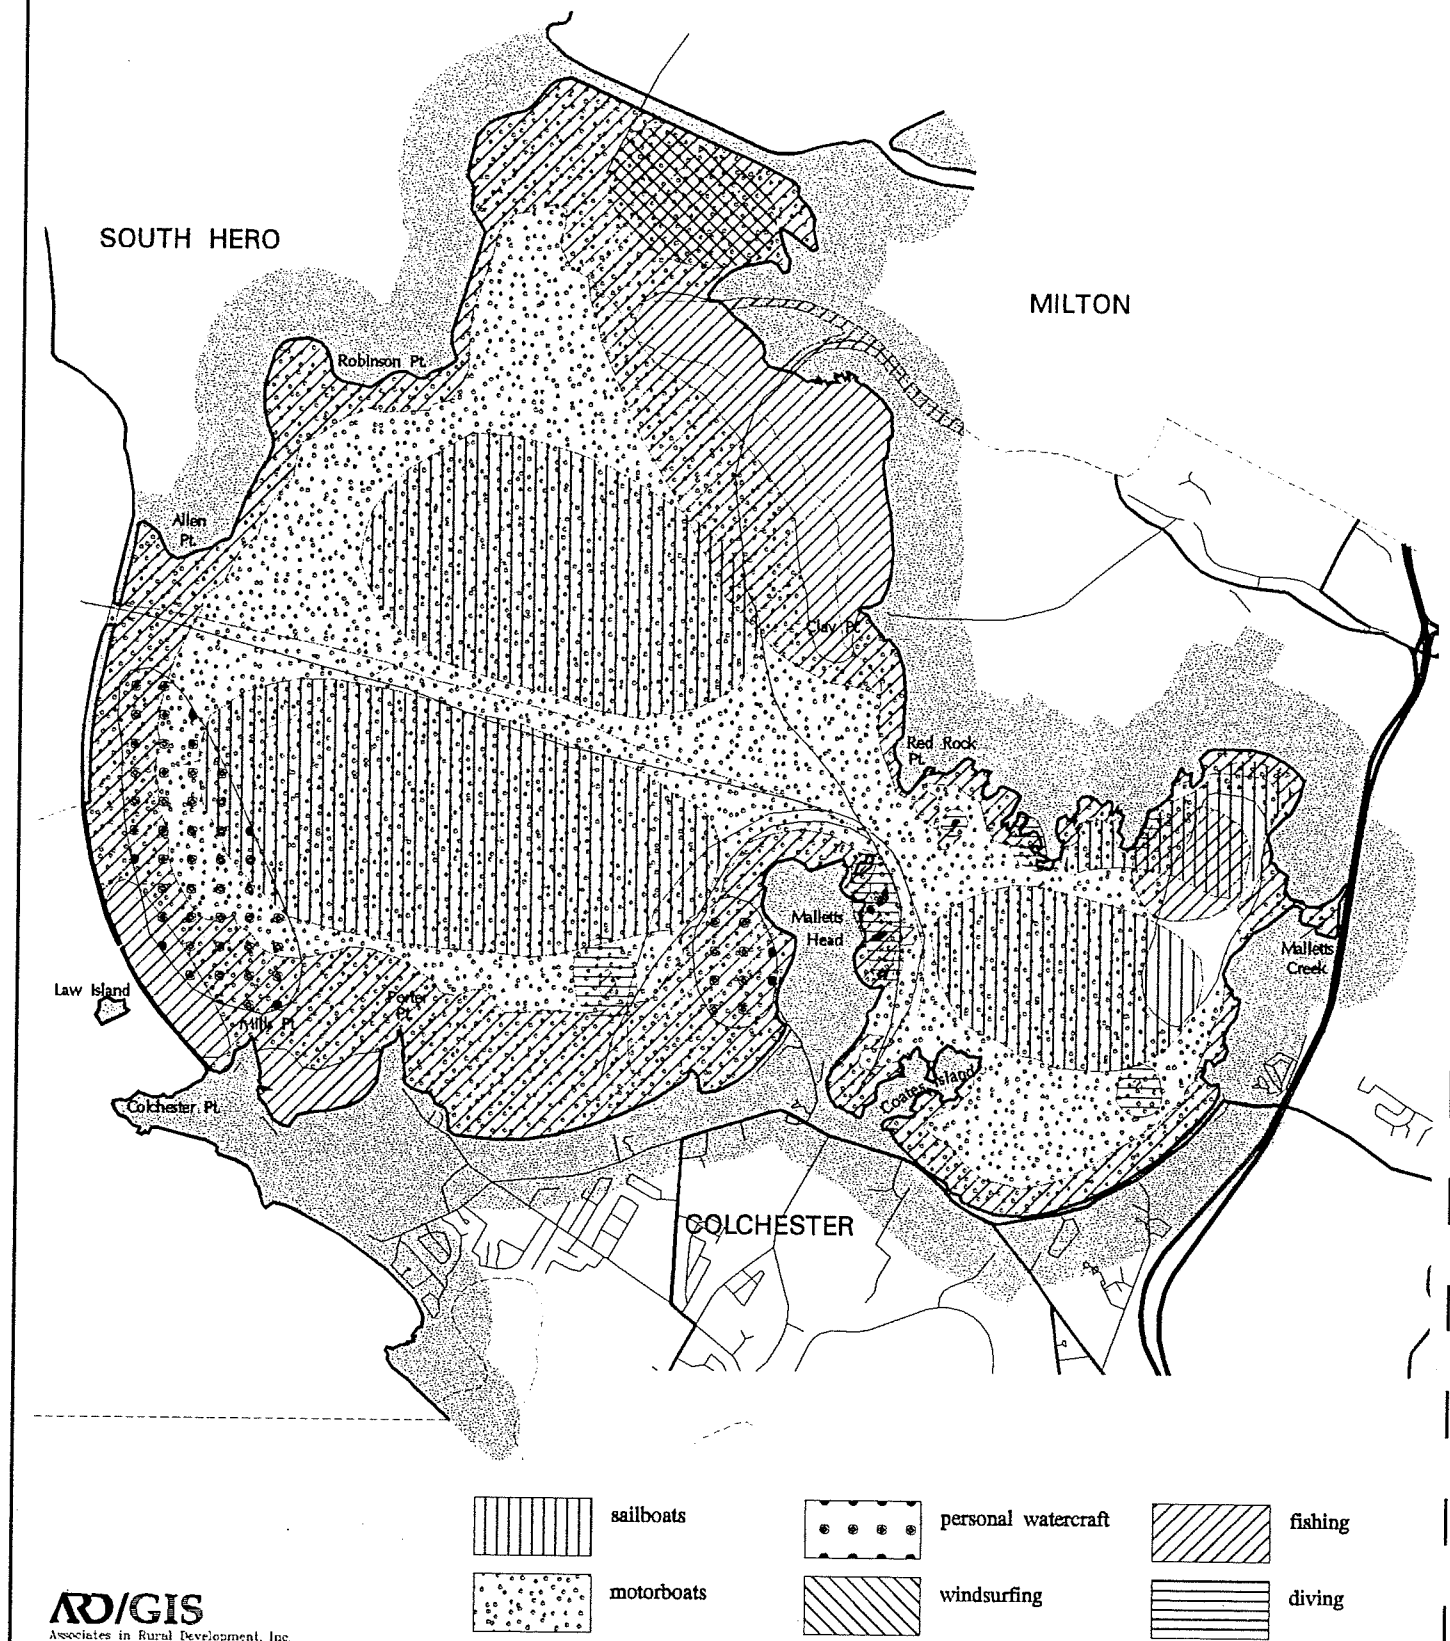 SOUTH HERO
MILTON
Robinson Pt.
Allen
Pt.
Clay Pt.
Red Rock
Pt.
Malletts
Head
Malletts
Creek
Law Island
Mills Pt.
Porter
Pt.
Coates Island
Colchester Pt.
COLCHESTER
sailboats
personal watercraft
fishing
motorboats
windsurfing
diving
ARD/GIS
Associates in Rural Development, Inc.